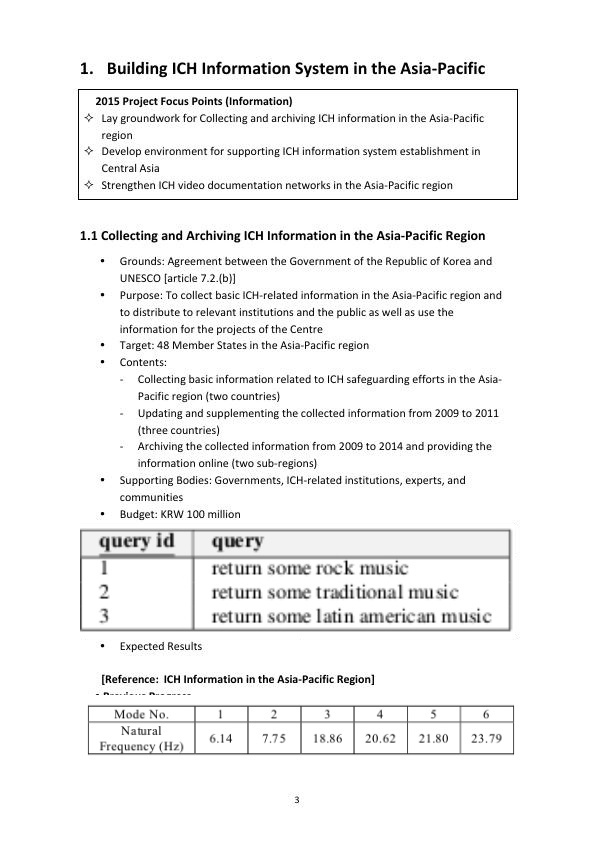 1. Building ICH Information System in the Asia-Pacific
2015 Project Focus Points (Information)
✧ Lay groundwork for Collecting and archiving ICH information in the Asia-Pacific
region
✧ Develop environment for supporting ICH information system establishment in
Central Asia
✧ Strengthen ICH video documentation networks in the Asia-Pacific region
1.1 Collecting and Archiving ICH Information in the Asia-Pacific Region
• Grounds: Agreement between the Government of the Republic of Korea and
UNESCO [article 7.2.(b)]
• Purpose: To collect basic ICH-related information in the Asia-Pacific region and
to distribute to relevant institutions and the public as well as use the
information for the projects of the Centre
• Target: 48 Member States in the Asia-Pacific region
• Contents:
- Collecting basic information related to ICH safeguarding efforts in the Asia-
Pacific region (two countries)
- Updating and supplementing the collected information from 2009 to 2011
(three countries)
- Archiving the collected information from 2009 to 2014 and providing the
information online (two sub-regions)
• Supporting Bodies: Governments, ICH-related institutions, experts, and
communities
• Budget: KRW 100 million
query id query
1 return some rock music
2 return some traditional music
3 return some latin american music
• Expected Results
[Reference: ICH Information in the Asia-Pacific Region]
Mode No. 1 2 3 4 5 6
Natural
Frequency (Hz) 6.14 7.75 18.86 20.62 21.80 23.79
3